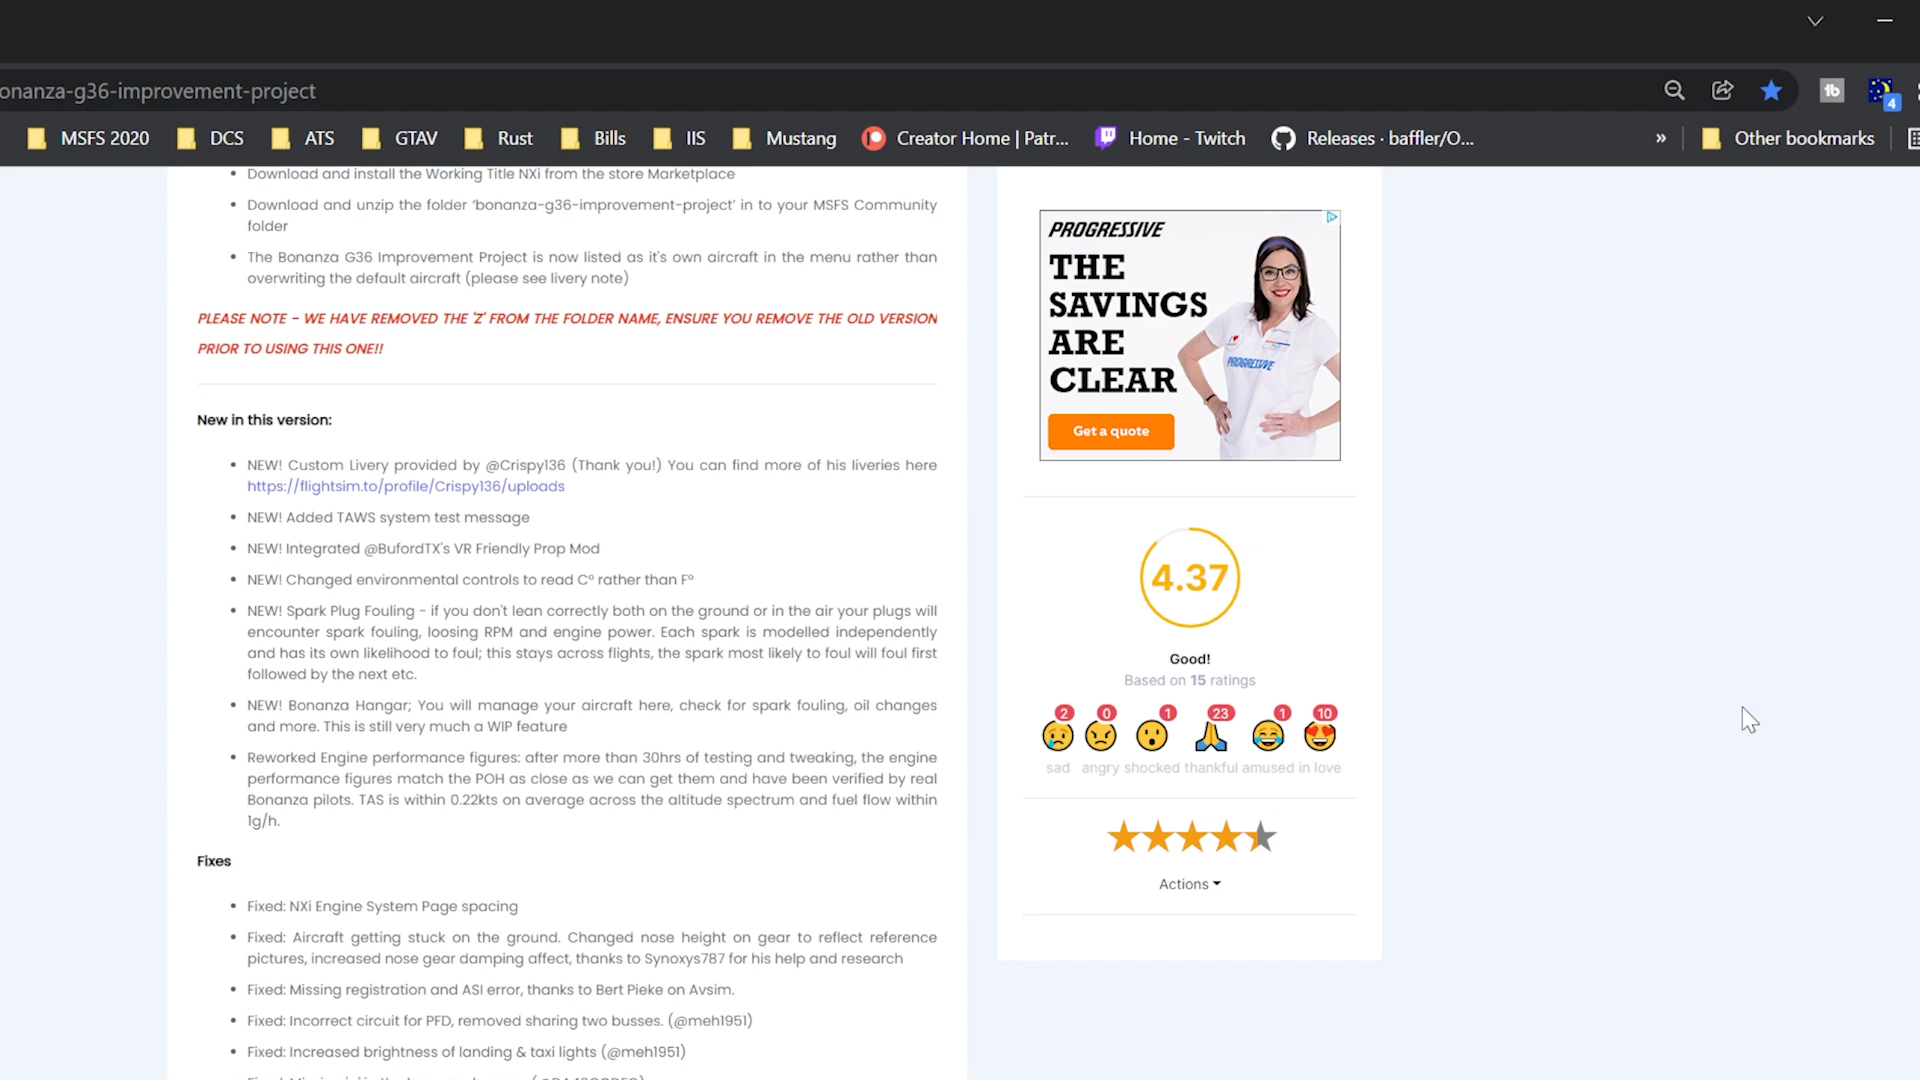 onanza-g36-improvement-project
4
MSFS 2020
DCS
ATS
GTAV
Rust
Bills
IIS
Mustang
Creator Home | Patr...
Home - Twitch
Releases · baffler/O...
»
Other bookmarks
Download and install the Working Title NXi from the store Marketplace
Download and unzip the folder 'bonanza-g36-improvement-project' in to your MSFS Community
folder
The Bonanza G36 Improvement Project is now listed as it's own aircraft in the menu rather than
overwriting the default aircraft (please see livery note)
PLEASE NOTE - WE HAVE REMOVED THE 'Z' FROM THE FOLDER NAME, ENSURE YOU REMOVE THE OLD VERSION
PRIOR TO USING THIS ONE!!
New in this version:
NEW! Custom Livery provided by @Crispy136 (Thank you!) You can find more of his liveries here
https://flightsim.to/profile/Crispy136/uploads
NEW! Added TAWS system test message
NEW! Integrated @BufordTX's VR Friendly Prop Mod
NEW! Changed environmental controls to read Cº rather than Fº
NEW! Spark Plug Fouling - if you don't lean correctly both on the ground or in the air your plugs will
encounter spark fouling, loosing RPM and engine power. Each spark is modelled independently
and has its own likelihood to foul; this stays across flights, the spark most likely to foul will foul first
followed by the next etc.
NEW! Bonanza Hangar; You will manage your aircraft here, check for spark fouling, oil changes
and more. This is still very much a WIP feature
Reworked Engine performance figures: after more than 30hrs of testing and tweaking, the engine
performance figures match the POH as close as we can get them and have been verified by real
Bonanza pilots. TAS is within 0.22kts on average across the altitude spectrum and fuel flow within
1g/h.
Fixes
Fixed: NXi Engine System Page spacing
Fixed: Aircraft getting stuck on the ground. Changed nose height on gear to reflect reference
pictures, increased nose gear damping affect, thanks to Synoxys787 for his help and research
Fixed: Missing registration and ASI error, thanks to Bert Pieke on Avsim.
Fixed: Incorrect circuit for PFD, removed sharing two busses. (@meh1951)
Fixed: Increased brightness of landing & taxi lights (@meh1951)
PROGRESSIVE
THE
SAVINGS
ARE
CLEAR
PROGRESSIVE
Get a quote
4.37
Good!
Based on 15 ratings
2 0 1 23 1 10
sad angry shocked thankful amused in love
Actions